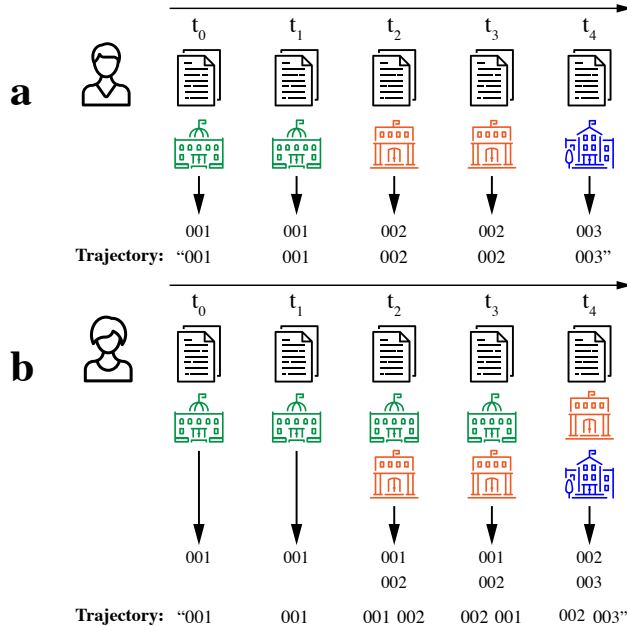 t0 t1 t2 t3 t4
a
001 001 002 002 003
Trajectory: “001 001 002 002 003”
t0 t1 t2 t3 t4
b
001 001 001 001 002
002 002 003
Trajectory: “001 001 001 002 002 001 002 003”